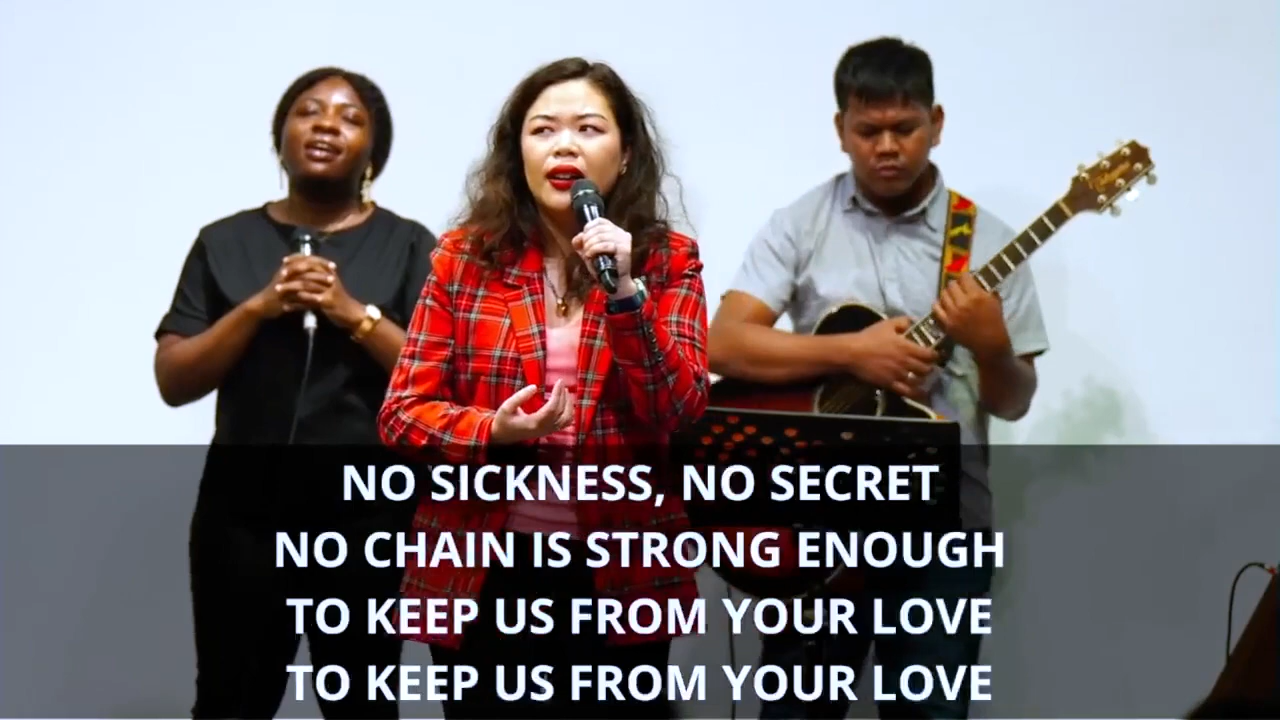 NO SICKNESS, NO SECRET
NO CHAIN IS STRONG ENOUGH
TO KEEP US FROM YOUR LOVE
TO KEEP US FROM YOUR LOVE